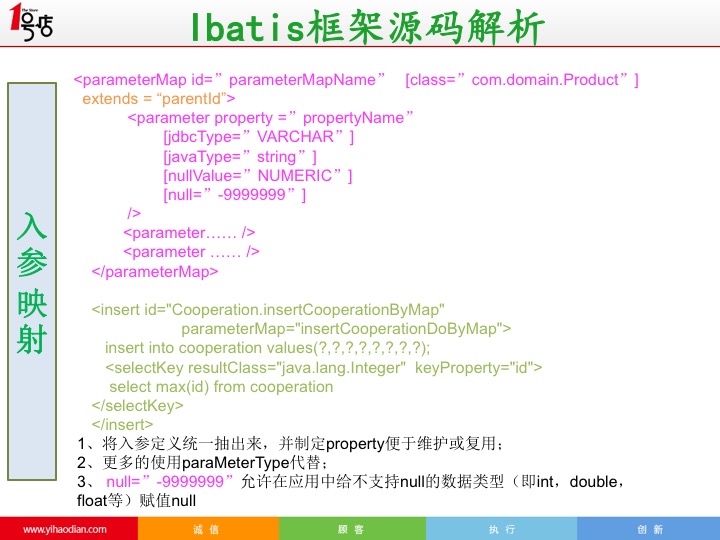 The Store
1号店
Ibatis框架源码解析
入参映射
<parameterMap id=”parameterMapName” [class=”com.domain.Product”]
extends = “parentId”>
<parameter property =”propertyName”
[jdbcType=”VARCHAR”]
[javaType=”string”]
[nullValue=”NUMERIC”]
[null=”-9999999”]
/>
<parameter…… />
<parameter …… />
</parameterMap>
<insert id="Cooperation.insertCooperationByMap"
parameterMap="insertCooperationDoByMap">
insert into cooperation values(?,?,?,?,?,?,?,?,?);
<selectKey resultClass="java.lang.Integer" keyProperty="id">
select max(id) from cooperation
</selectKey>
</insert>
1、将入参定义统一抽出来，并制定property便于维护或复用；
2、更多的使用paraMeterType代替；
3、 null=”-9999999”允许在应用中给不支持null的数据类型（即int，double，
float等）赋值null
www.yihaodian.com 诚 信 顾 客 执 行 创 新